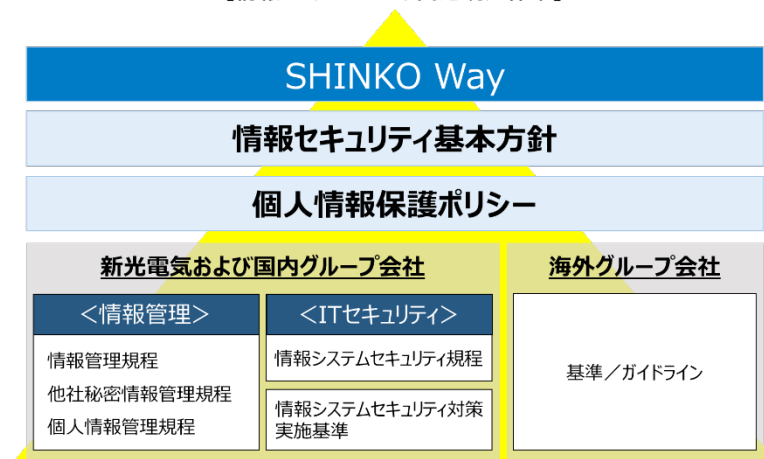 SHINKO Way
情報セキュリティ基本方針
個人情報保護ポリシー
新光電気および国内グループ会社
海外グループ会社
＜情報管理＞
情報管理規程
他社秘密情報管理規程
個人情報管理規程
＜ITセキュリティ＞
情報システムセキュリティ規程
情報システムセキュリティ対策
実施基準
基準／ガイドライン